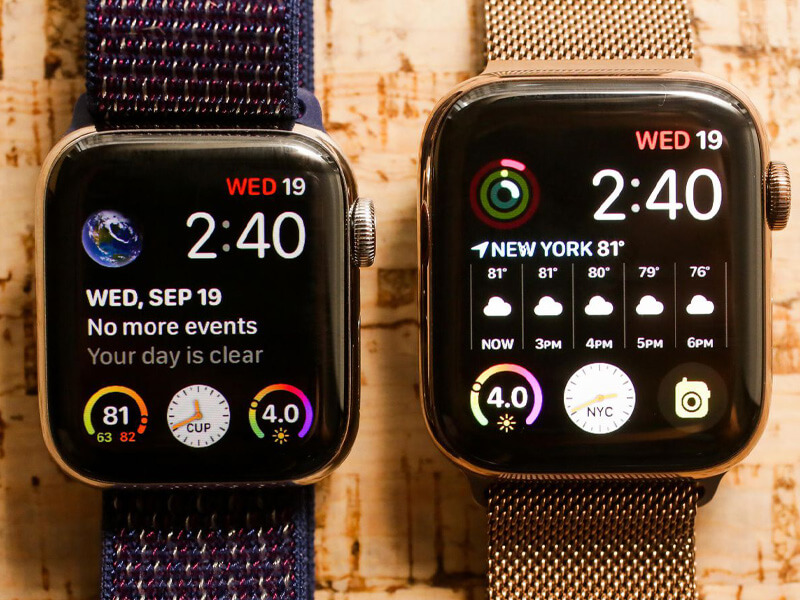 WED 19
2:40
WED, SEP 19
No more events
Your day is clear
81
63 82
CUP
4.0
WED 19
2:40
NEW YORK 81°
81° 81° 80° 79° 76°
NOW 3PM 4PM 5PM 6PM
4.0
NYC